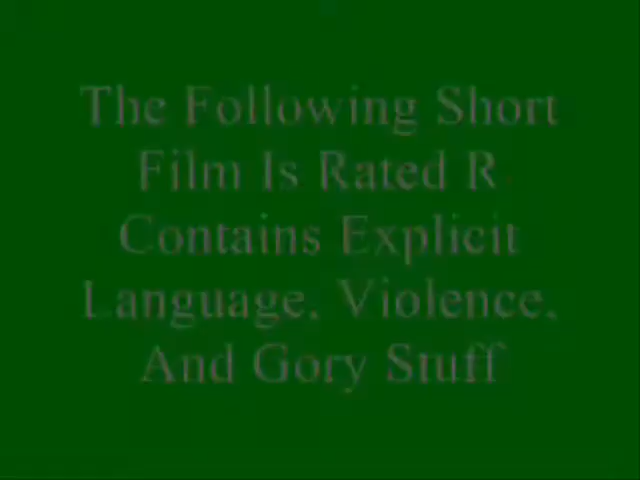 The Following Short
Film Is Rated R
Contains Explicit
Language, Violence,
And Gory Stuff